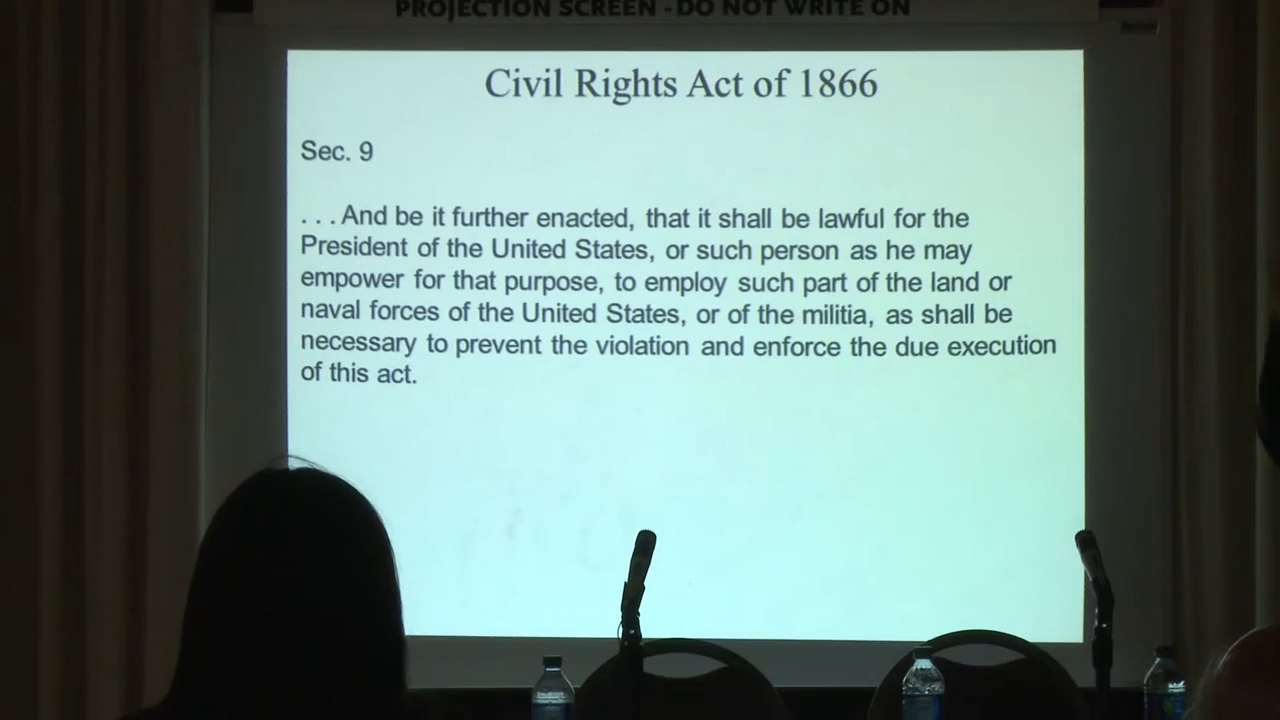 PROJECTION SCREEN - DO NOT WRITE ON
Civil Rights Act of 1866
Sec. 9
. . . And be it further enacted, that it shall be lawful for the
President of the United States, or such person as he may
empower for that purpose, to employ such part of the land or
naval forces of the United States, or of the militia, as shall be
necessary to prevent the violation and enforce the due execution
of this act.